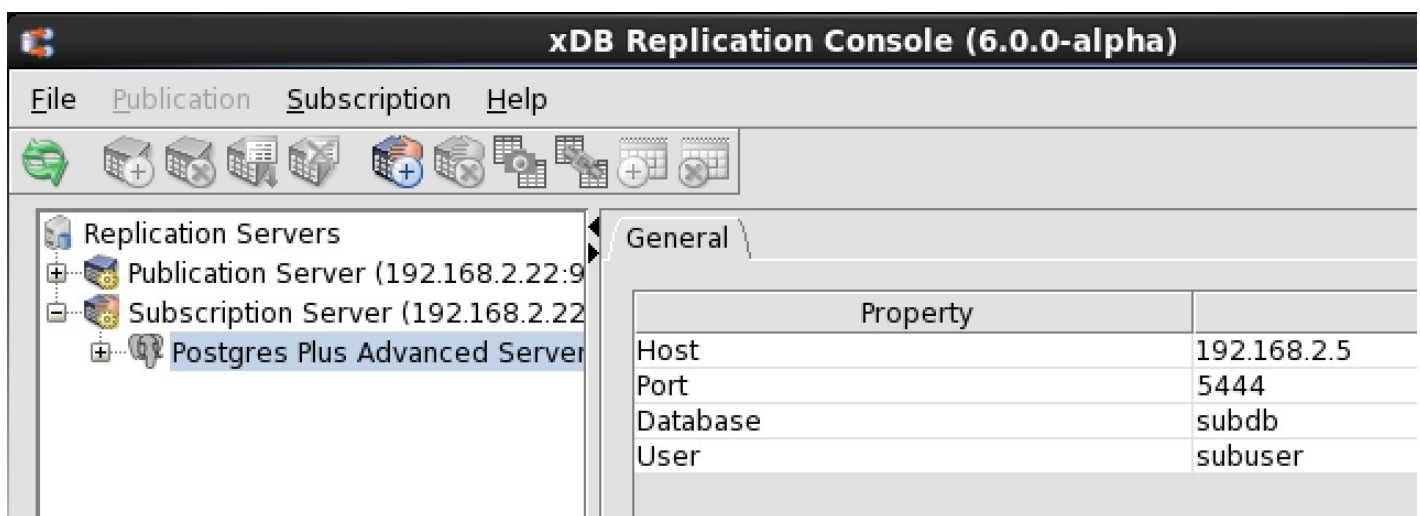 xDB Replication Console (6.0.0-alpha)
File Publication Subscription Help
Replication Servers
Publication Server (192.168.2.22:9
Subscription Server (192.168.2.22
Postgres Plus Advanced Server
General
Property
Host 192.168.2.5
Port 5444
Database subdb
User subuser